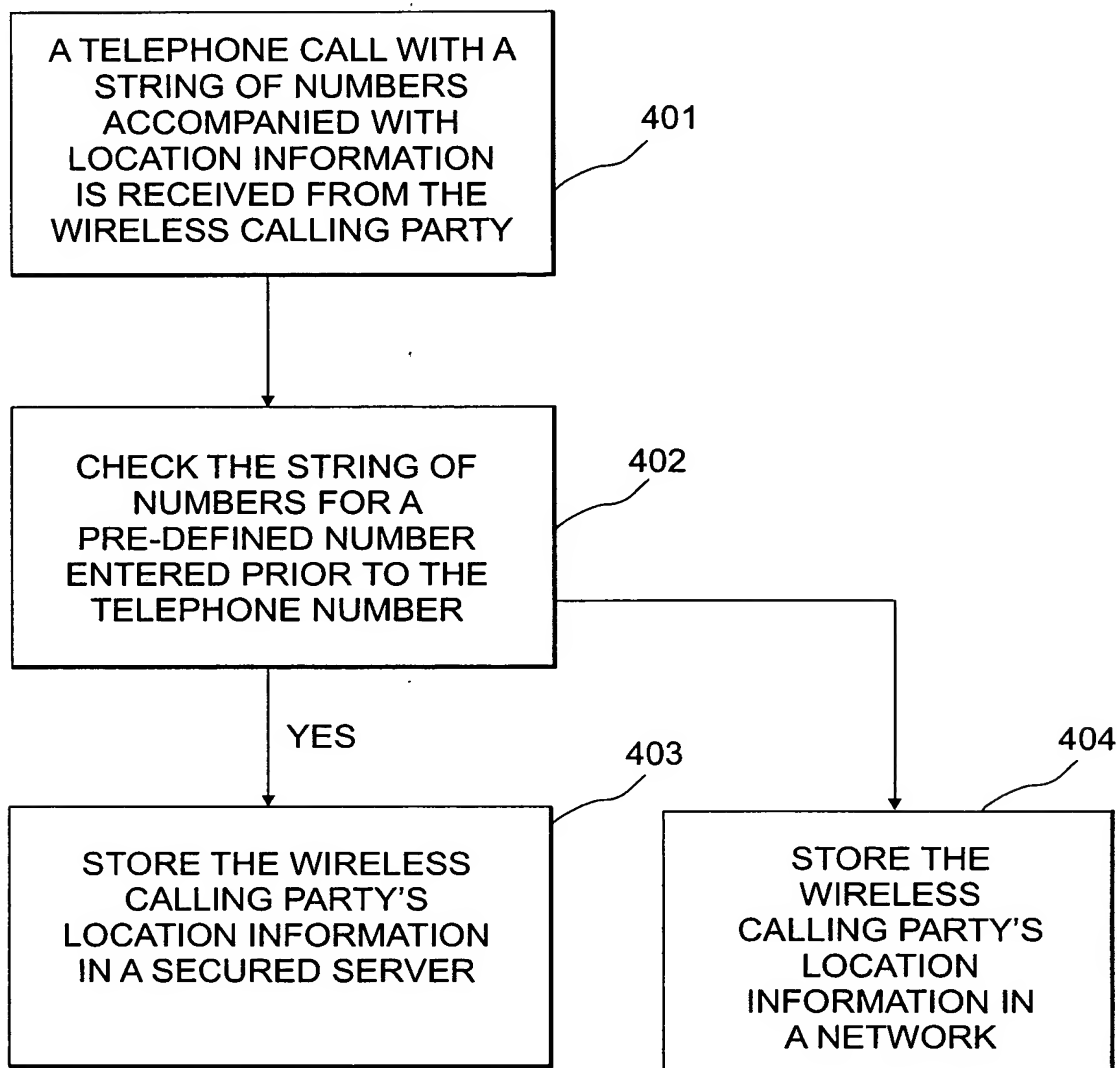 A TELEPHONE CALL WITH A
STRING OF NUMBERS
ACCOMPANIED WITH
LOCATION INFORMATION
IS RECEIVED FROM THE
WIRELESS CALLING PARTY
401
CHECK THE STRING OF
NUMBERS FOR A
PRE-DEFINED NUMBER
ENTERED PRIOR TO THE
TELEPHONE NUMBER
402
YES
403
STORE THE WIRELESS
CALLING PARTY'S
LOCATION INFORMATION
IN A SECURED SERVER
404
STORE THE
WIRELESS
CALLING PARTY'S
LOCATION
INFORMATION IN
A NETWORK